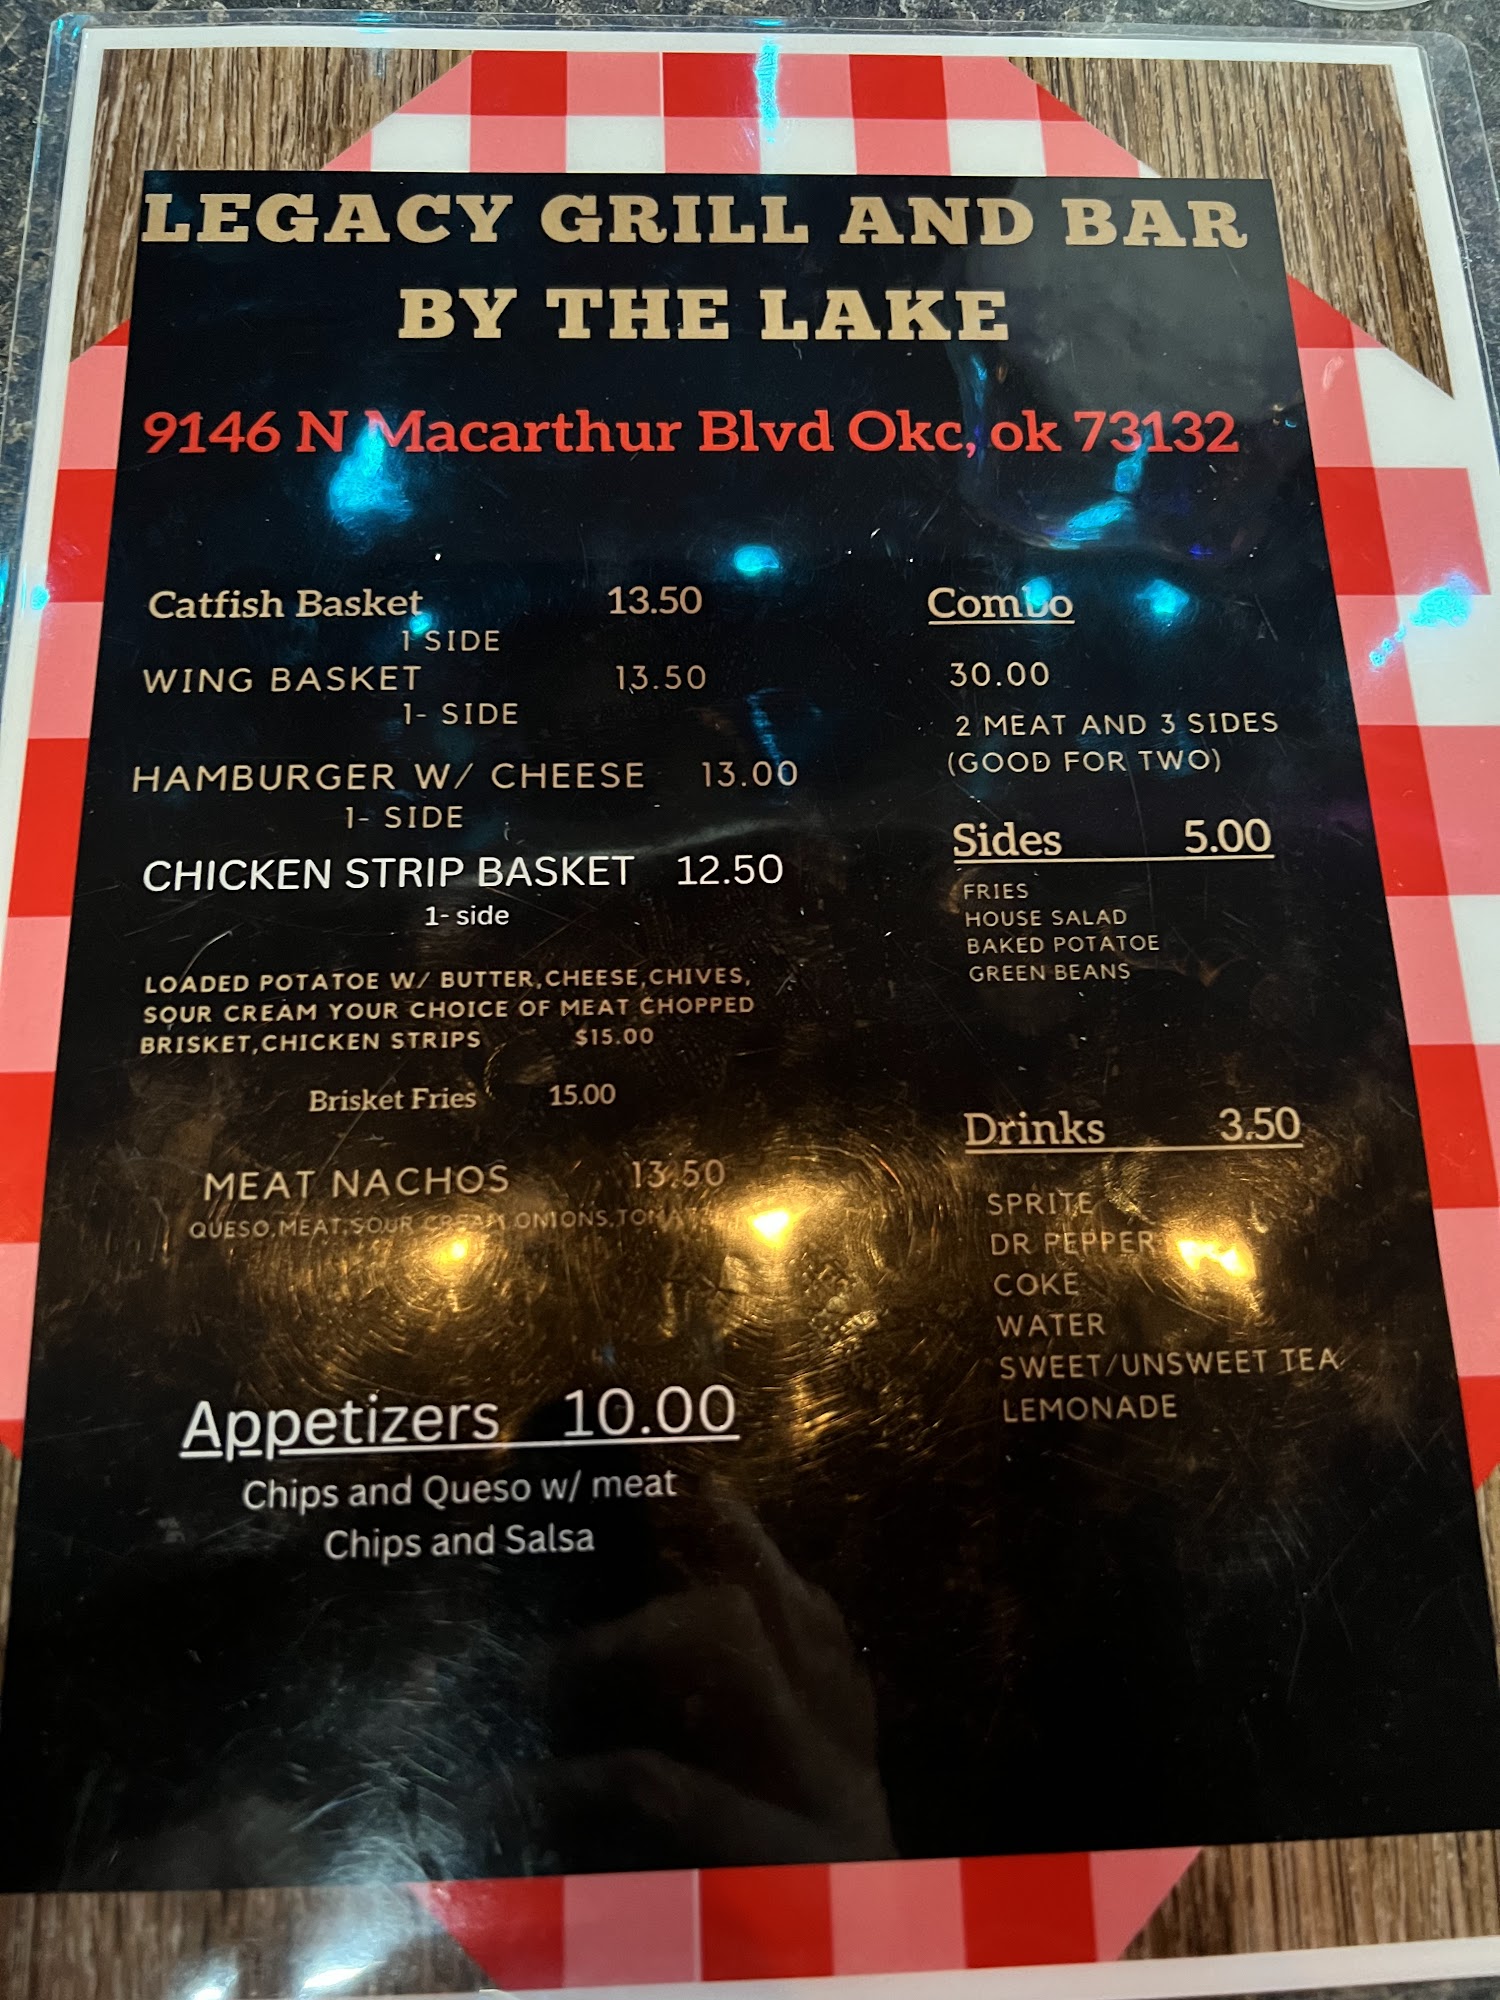 LEGACY GRILL AND BAR
BY THE LAKE
9146 N Macarthur Blvd Okc, ok 73132
Catfish Basket 13.50
1 SIDE
WING BASKET 13.50
1- SIDE
HAMBURGER W/ CHEESE 13.00
1- SIDE
CHICKEN STRIP BASKET 12.50
1- side
LOADED POTATOE W/ BUTTER,CHEESE,CHIVES,
SOUR CREAM YOUR CHOICE OF MEAT CHOPPED
BRISKET,CHICKEN STRIPS $15.00
Brisket Fries 15.00
MEAT NACHOS 13.50
QUESO,MEAT,SOUR CREAM,ONIONS,
Appetizers 10.00
Chips and Queso w/ meat
Chips and Salsa
Combo
30.00
2 MEAT AND 3 SIDES
(GOOD FOR TWO)
Sides 5.00
FRIES
HOUSE SALAD
BAKED POTATOE
GREEN BEANS
Drinks 3.50
SPRITE
DR PEPPER
COKE
WATER
SWEET/UNSWEET TEA
LEMONADE